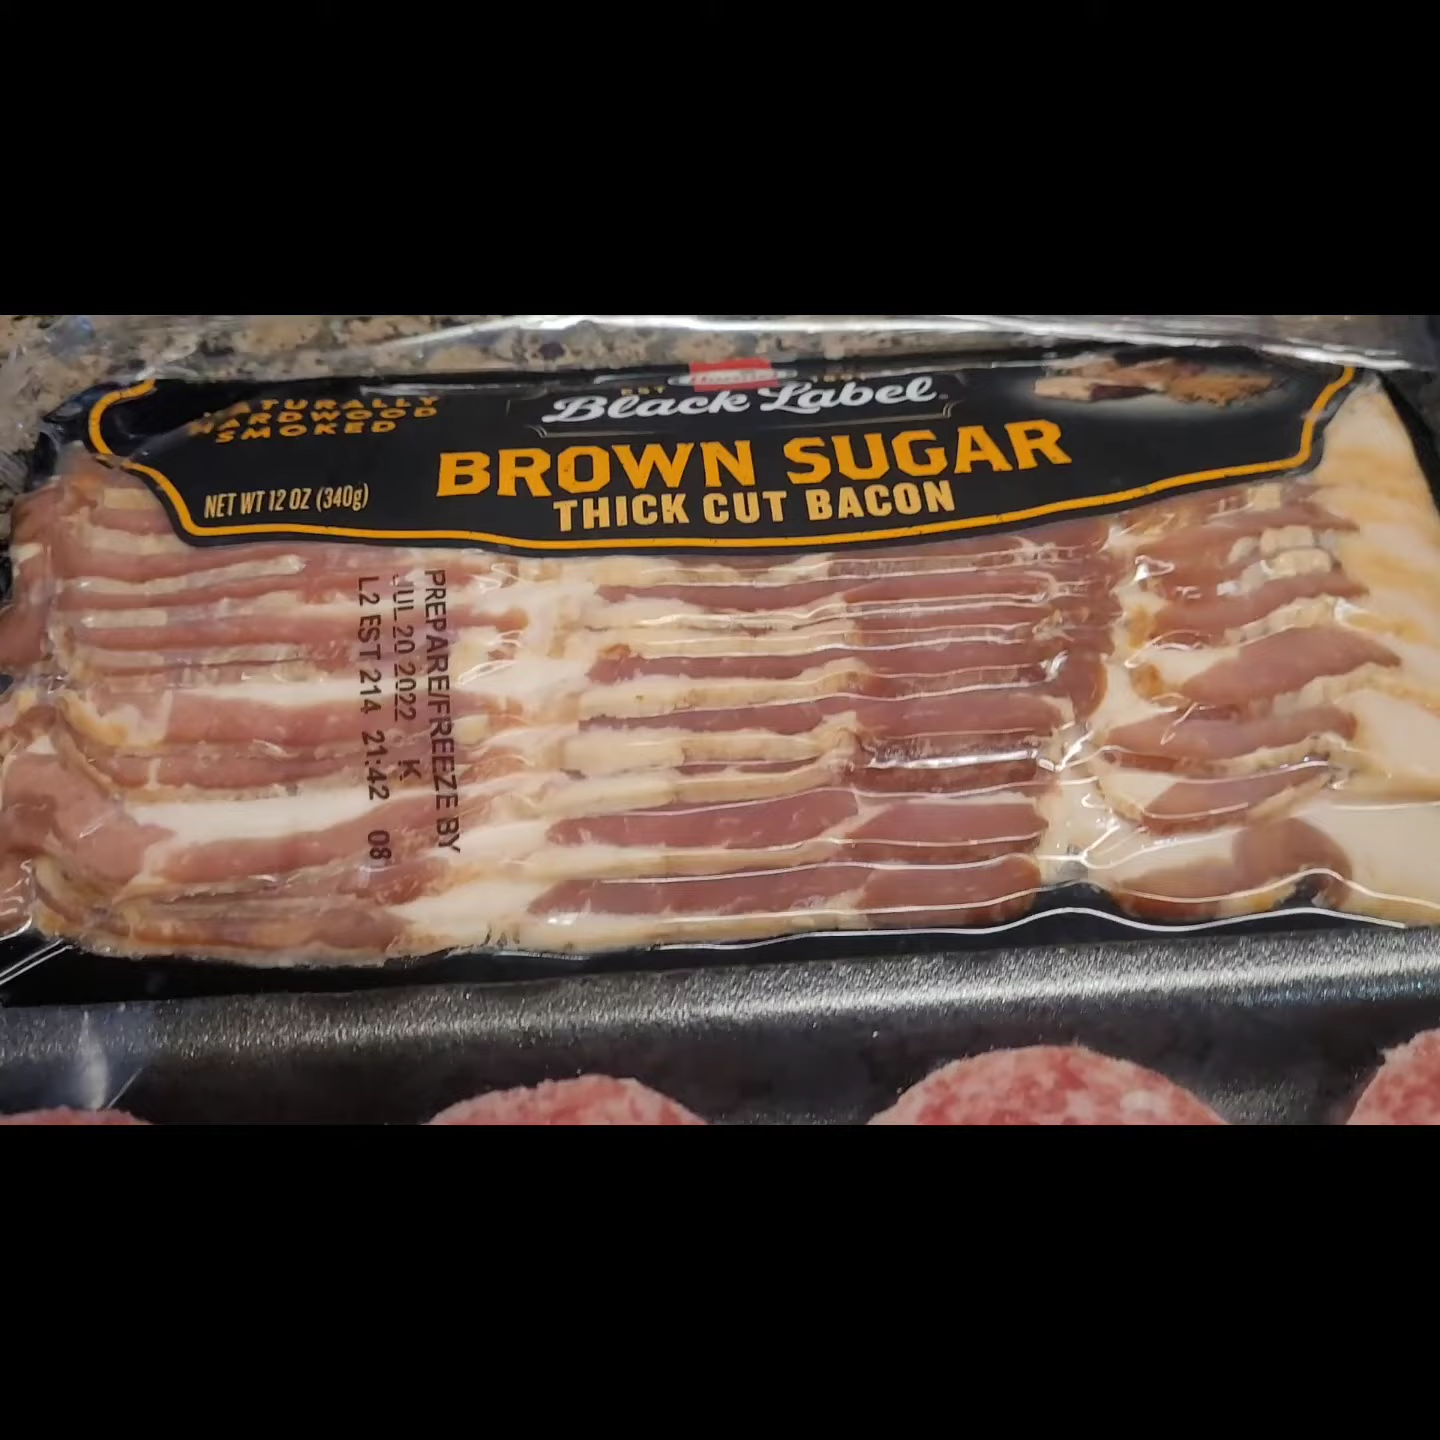 NATURALLY
HARDWOOD
SMOKED
EST
Black Label
BROWN SUGAR
THICK CUT BACON
NET WT 12 OZ (340g)
PREPARE/FREEZE BY
JUL 20 2022 K
L2 EST 214 21:42 08